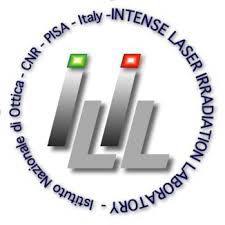 INTENSE LASER IRRADIATION LABORATORY - Istituto Nazionale di Ottica - CNR - PISA - Italy -
ILIL